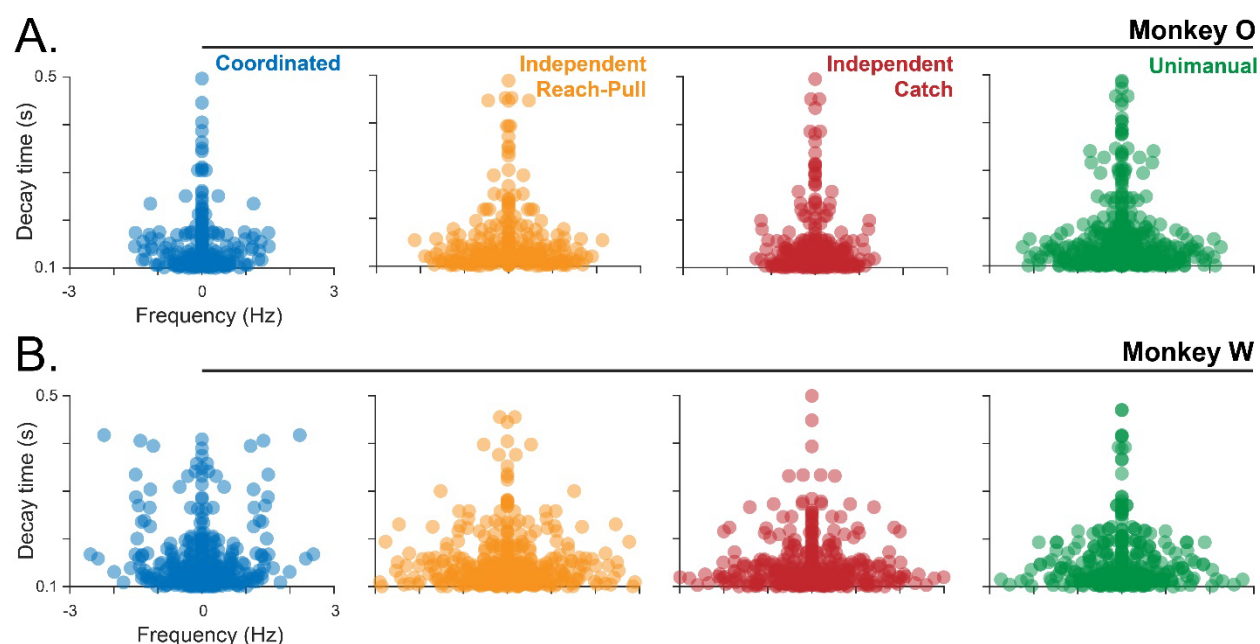 A.
Monkey O
Coordinated
Independent
Reach-Pull
Independent
Catch
Unimanual
0.5
Decay time (s)
0.1
-3
0
3
Frequency (Hz)
B.
Monkey W
0.5
Decay time (s)
0.1
-3
0
3
Frequency (Hz)